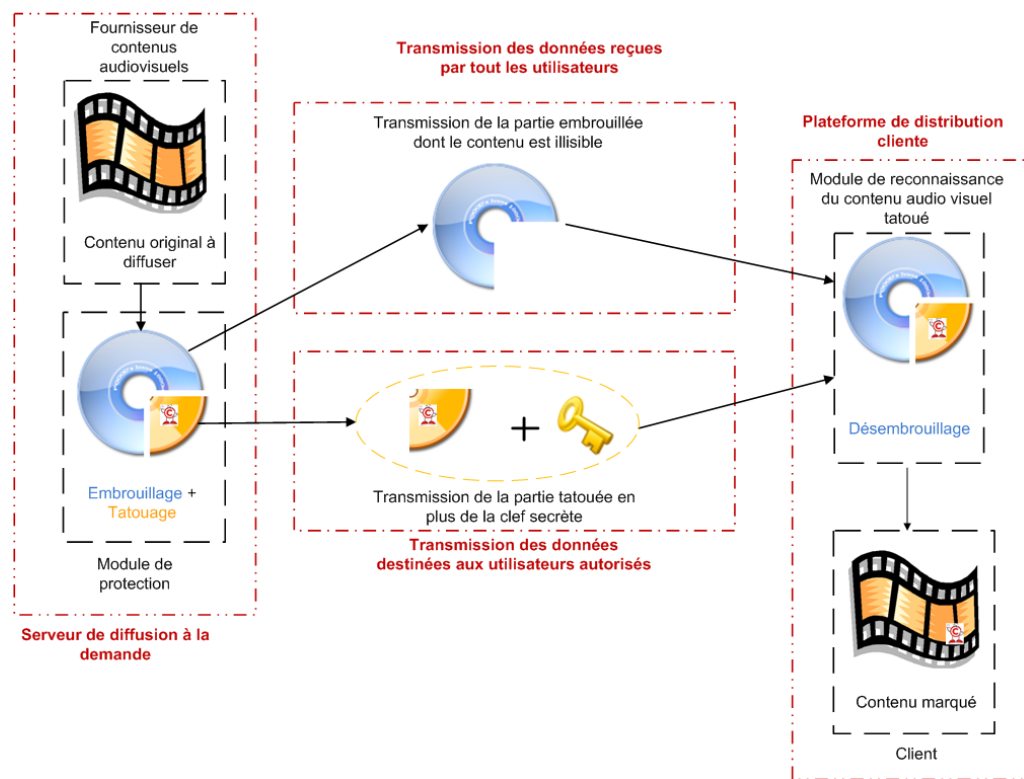 Fournisseur de
contenus
audiovisuels
Contenu original à
diffuser
Embrouillage +
Tatouage
Module de
protection
Serveur de diffusion à la
demande
Transmission des données reçues
par tout les utilisateurs
Transmission de la partie embrouillée
dont le contenu est illisible
Transmission de la partie tatouée en
plus de la clef secrète
Transmission des données
destinées aux utilisateurs autorisés
Plateforme de distribution
cliente
Module de reconnaissance
du contenu audio visuel
tatoué
Désembrouillage
Contenu marqué
Client